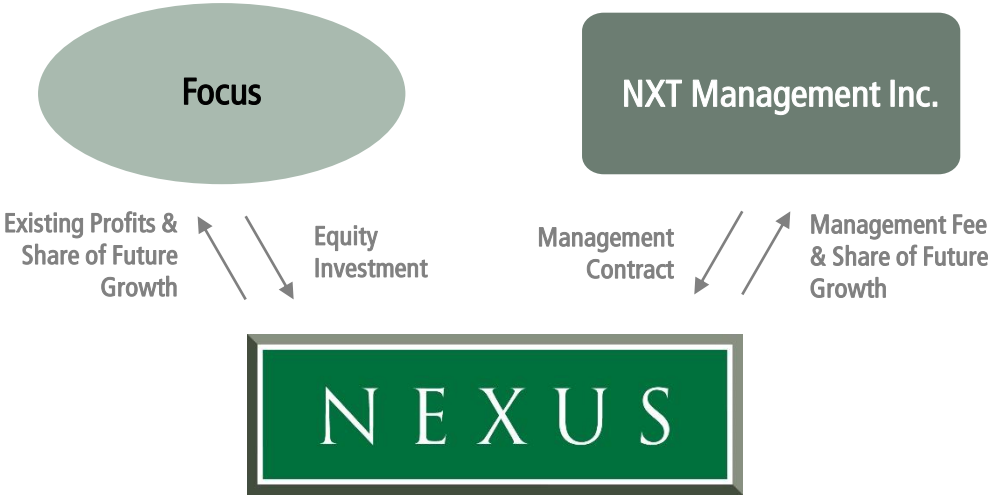 Focus
NXT Management Inc.
Existing Profits &
Share of Future
Growth
Equity
Investment
Management
Contract
Management Fee
& Share of Future
Growth
NEXUS